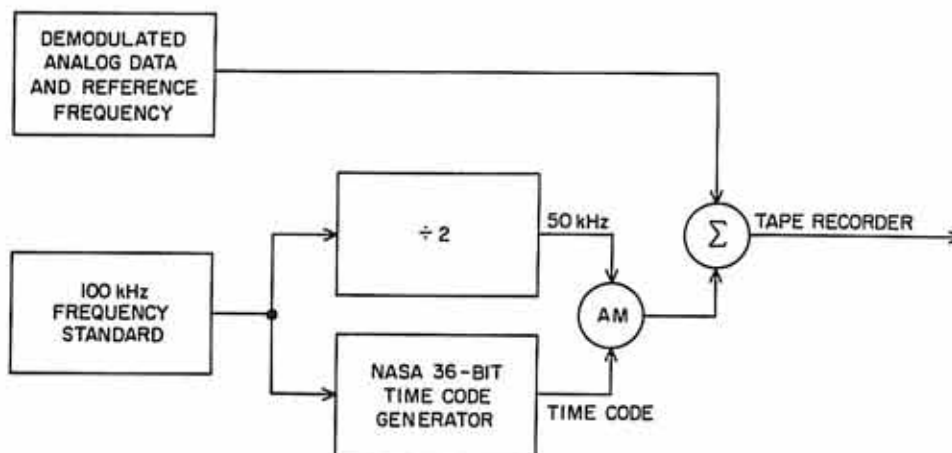 DEMODULATED
ANALOG DATA
AND REFERENCE
FREQUENCY
÷ 2
50 kHz
Σ
TAPE RECORDER
100 kHz
FREQUENCY
STANDARD
AM
NASA 36-BIT
TIME CODE
GENERATOR
TIME CODE